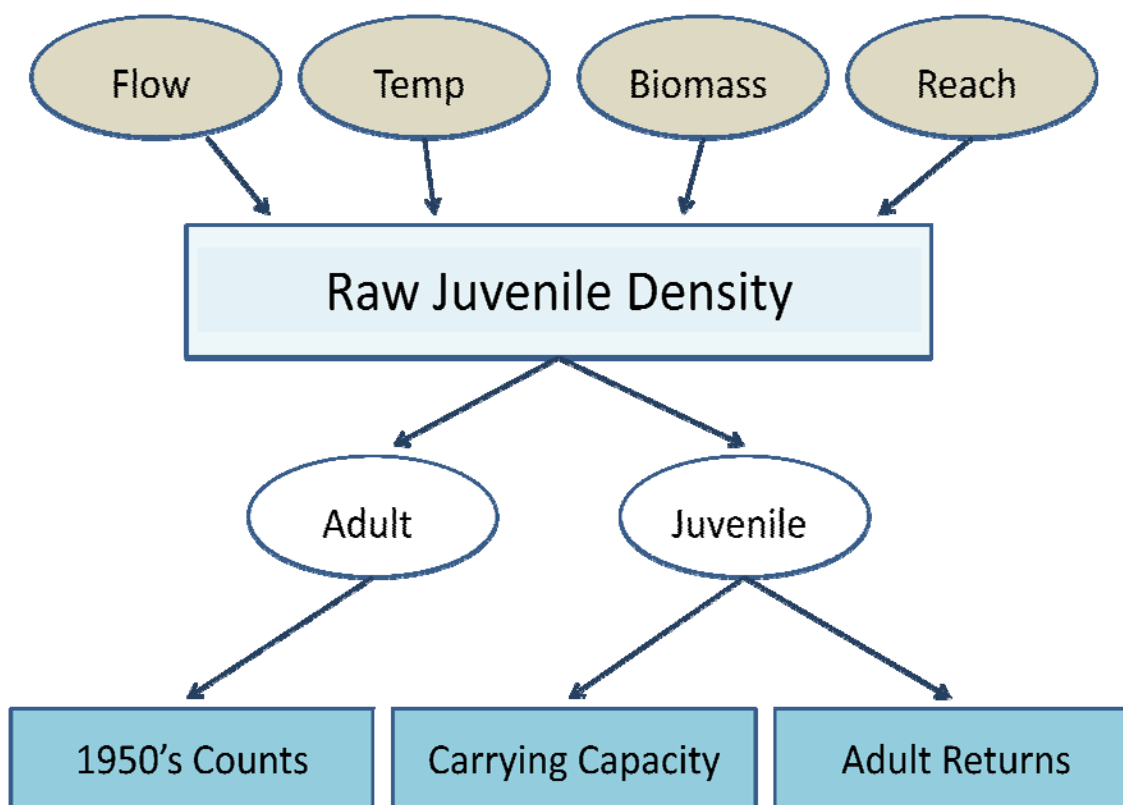 Flow
Temp
Biomass
Reach
Raw Juvenile Density
Adult
Juvenile
1950's Counts
Carrying Capacity
Adult Returns